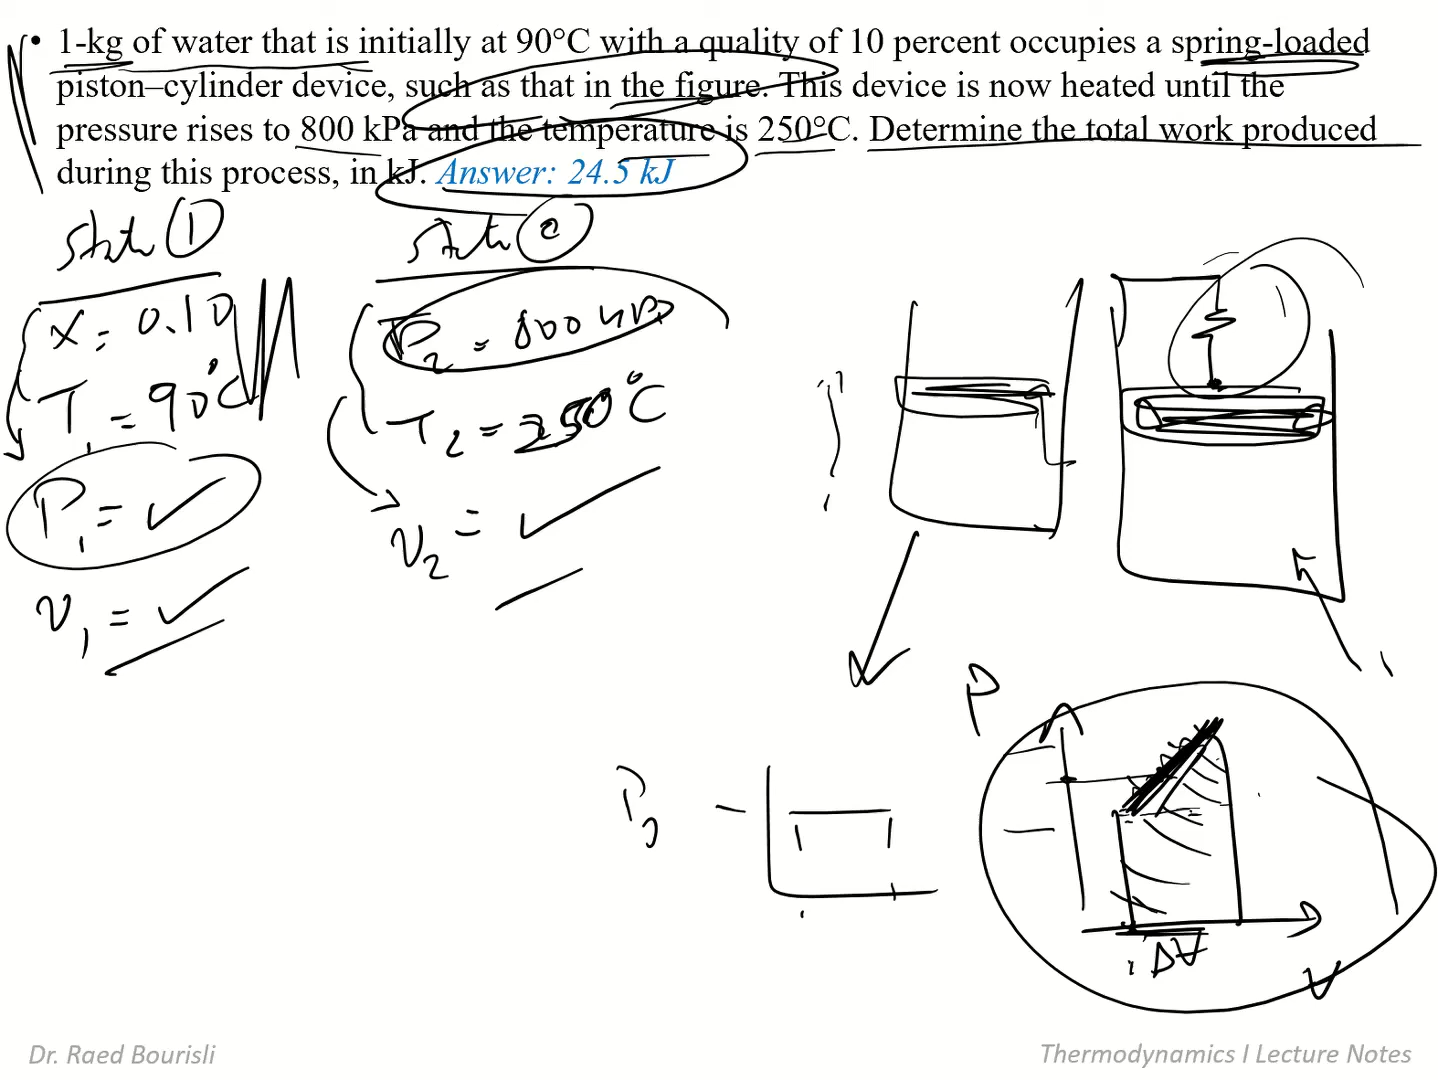 • 1-kg of water that is initially at 90°C with a quality of 10 percent occupies a spring-loaded
piston–cylinder device, such as that in the figure. This device is now heated until the
pressure rises to 800 kPa and the temperature is 250°C. Determine the total work produced
during this process, in kJ. Answer: 24.5 kJ
State ①
State ②
x = 0.10
T₁ = 90°C
P₁ = ✓
v₁ = ✓
P₂ = 800 kPa
T₂ = 250°C
v₂ = ✓
P
ΔV
V
Dr. Raed Bourisli
Thermodynamics I Lecture Notes